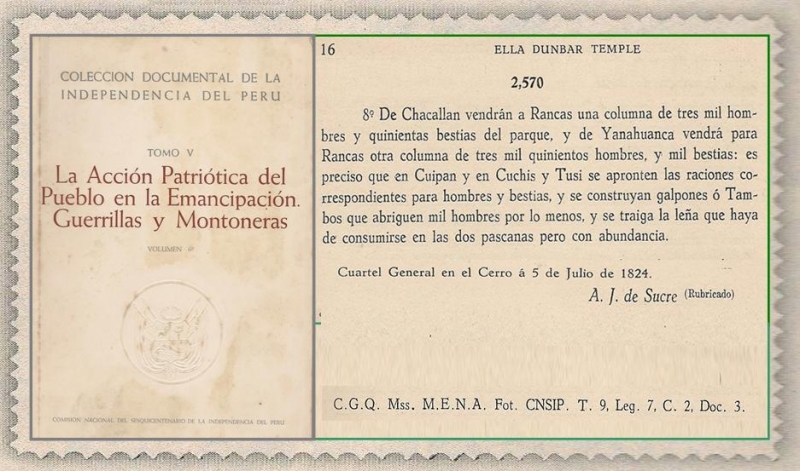 COLECCION DOCUMENTAL DE LA
INDEPENDENCIA DEL PERU
TOMO V
La Acción Patriótica del
Pueblo en la Emancipación.
Guerrillas y Montoneras
VOLUMEN
COMISION NACIONAL DEL SESQUICENTENARIO DE LA INDEPENDENCIA DEL PERU
16 ELLA DUNBAR TEMPLE
2,570
8º De Chacallan vendrán a Rancas una columna de tres mil hom-
bres y quinientas bestias del parque, y de Yanahuanca vendrá para
Rancas otra columna de tres mil quinientos hombres, y mil bestias: es
preciso que en Cuipan y en Cuchis y Tusi se apronten las raciones co-
rrespondientes para hombres y bestias, y se construyan galpones ó Tam-
bos que abriguen mil hombres por lo menos, y se traiga la leña que haya
de consumirse en las dos pascanas pero con abundancia.
Cuartel General en el Cerro á 5 de Julio de 1824.
A. J. de Sucre (Rubricado)
C.G.Q. Mss. M.E.N.A. Fot. CNSIP. T. 9, Leg. 7, C. 2, Doc. 3.